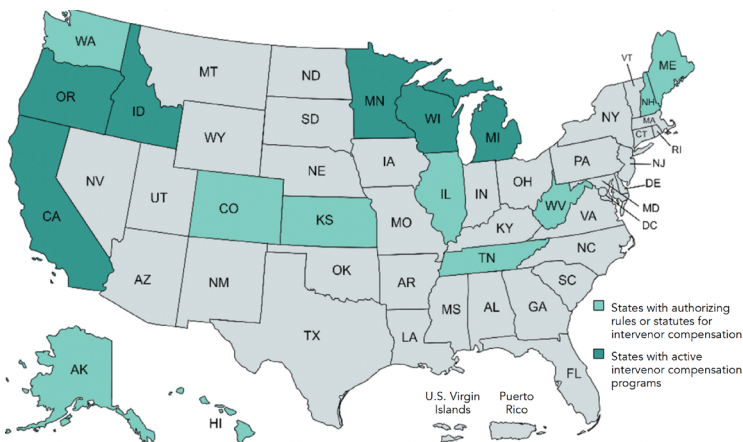 WA
MT
ND
MN
OR
ID
WY
SD
WI
MI
VT
ME
NH
NY
MA
CT
RI
NV
UT
CO
NE
IA
IL
IN
OH
PA
NJ
DE
MD
DC
CA
KS
MO
KY
WV
VA
AZ
NM
OK
AR
TN
NC
SC
TX
LA
MS
AL
GA
FL
AK
HI
U.S. Virgin
Islands
Puerto
Rico
States with authorizing
rules or statutes for
intervenor compensation
States with active
intervenor compensation
programs